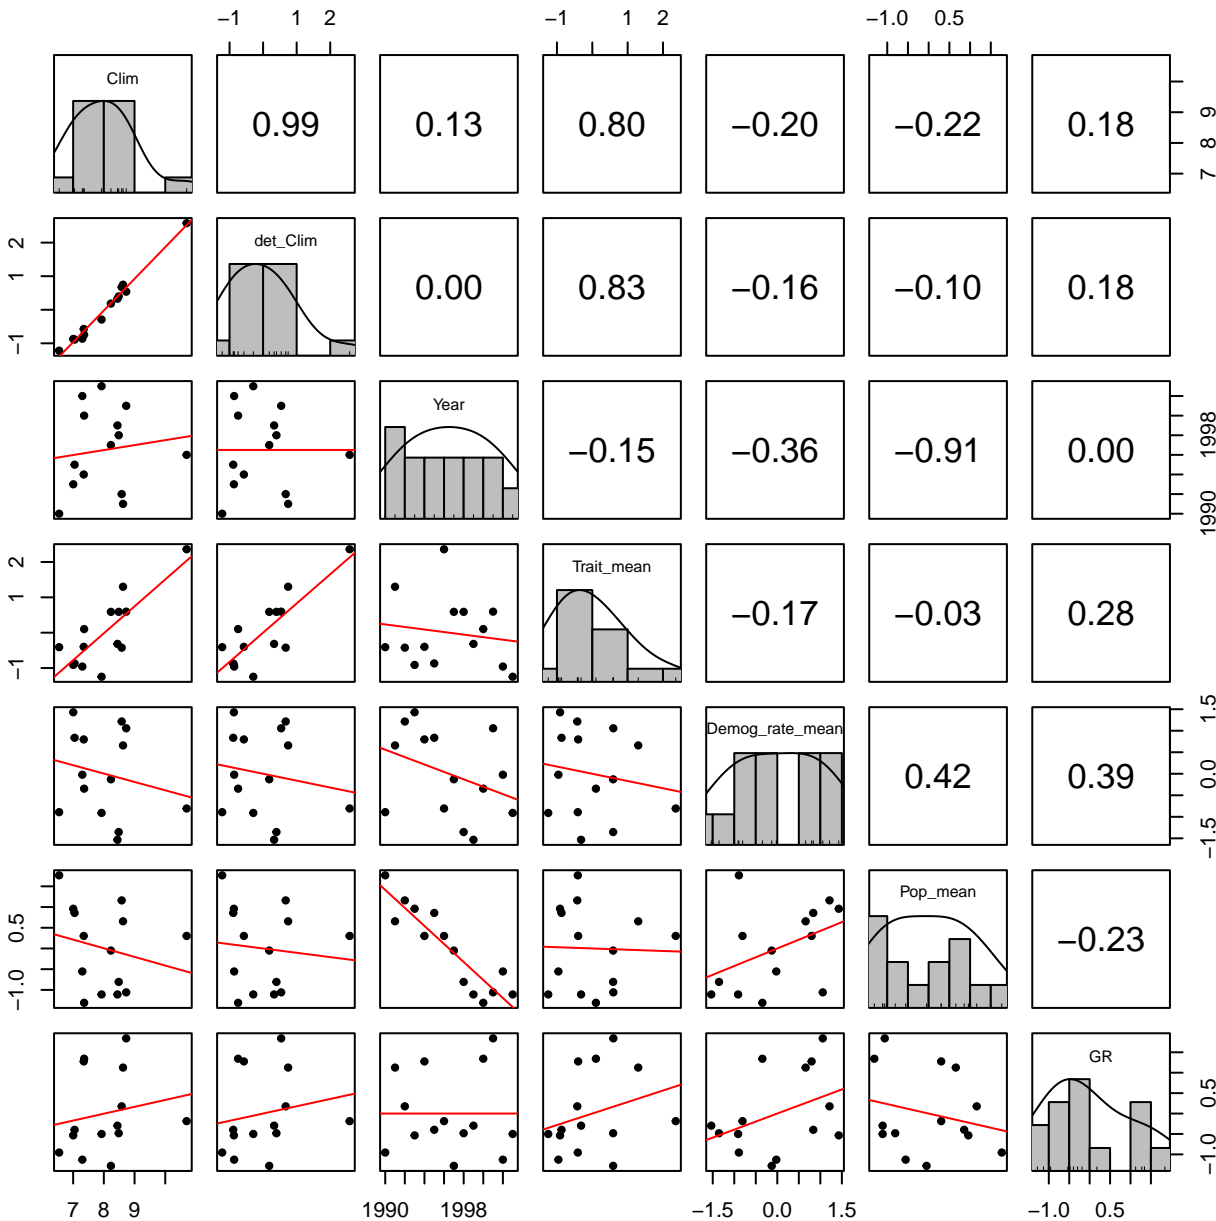 −1 1 2 −1 1 2 −1.0 0.5
Clim 0.99 0.13 0.80 −0.20 −0.22 0.18 7 8 9
−1 1 2 det_Clim 0.00 0.83 −0.16 −0.10 0.18
Year −0.15 −0.36 −0.91 0.00 1990 1998
−1 1 2 Trait_mean −0.17 −0.03 0.28
Demog_rate_mean 0.42 0.39 −1.5 0.0 1.5
−1.0 0.5 Pop_mean −0.23
GR −1.0 0.5
7 8 9 1990 1998 −1.5 0.0 1.5 −1.0 0.5